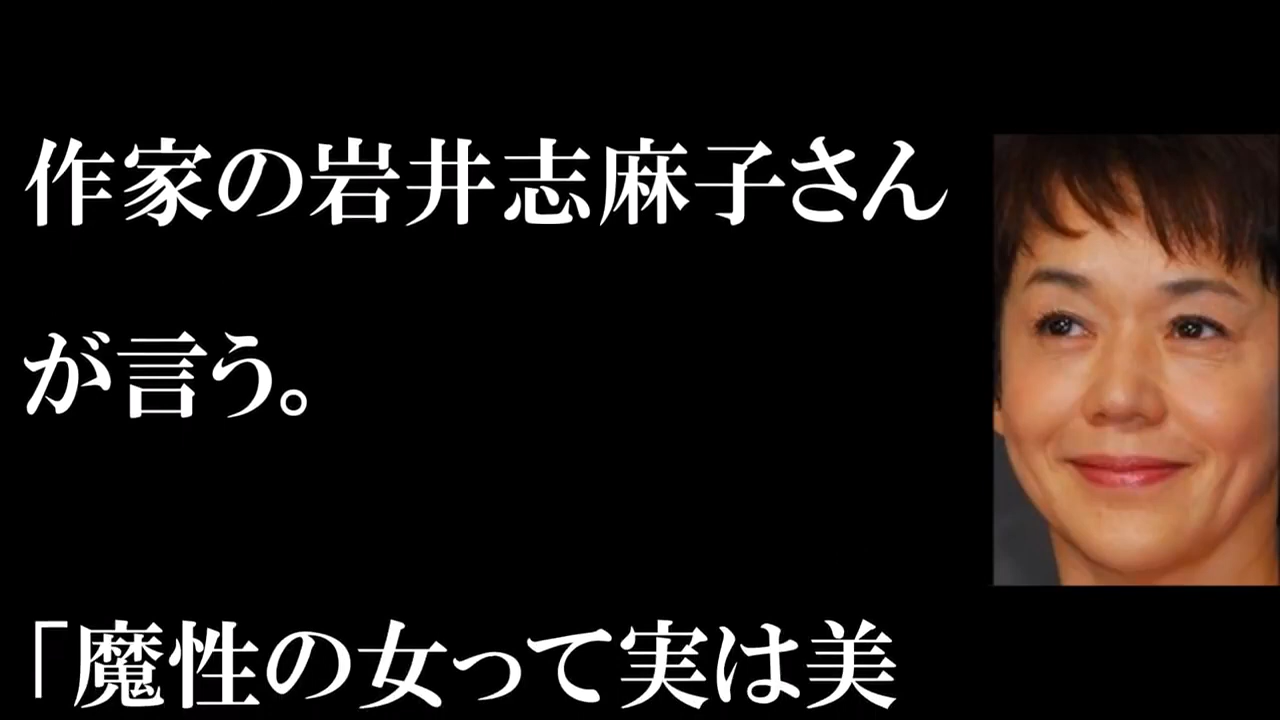 作家の岩井志麻子さん
が言う。
「魔性の女って実は美